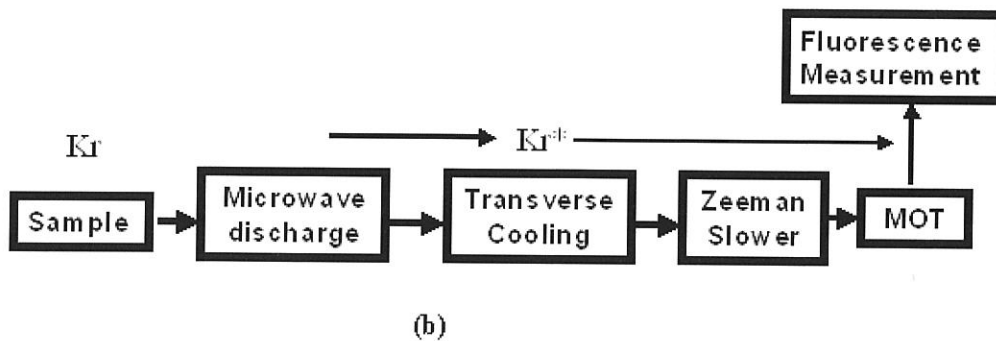 Fluorescence
Measurement
Kr
Kr*
Sample
Microwave
discharge
Transverse
Cooling
Zeeman
Slower
MOT
(b)